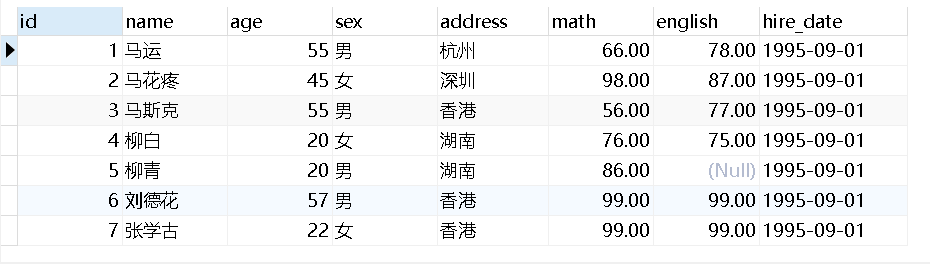 id name age sex address math english hire_date
1 马运 55 男 杭州 66.00 78.00 1995-09-01
2 马花疼 45 女 深圳 98.00 87.00 1995-09-01
3 马斯克 55 男 香港 56.00 77.00 1995-09-01
4 柳白 20 女 湖南 76.00 75.00 1995-09-01
5 柳青 20 男 湖南 86.00 (Null) 1995-09-01
6 刘德花 57 男 香港 99.00 99.00 1995-09-01
7 张学古 22 女 香港 99.00 99.00 1995-09-01